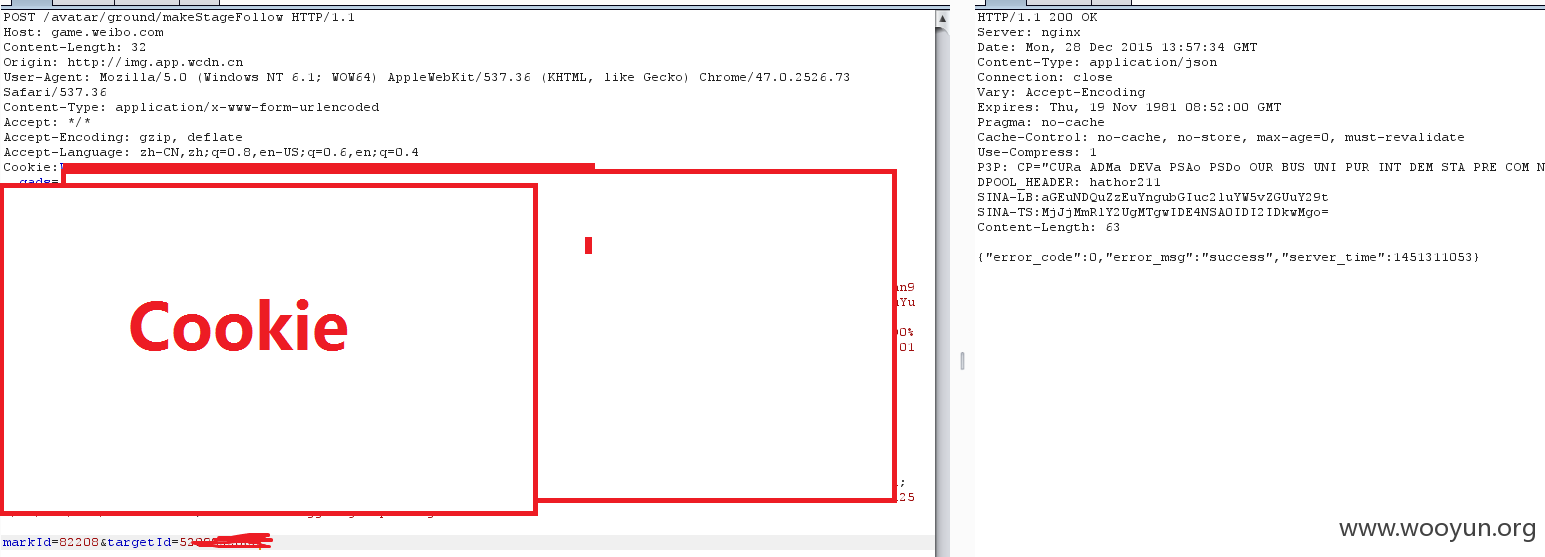 POST /avatar/ground/makeStageFollow HTTP/1.1
Host: game.weibo.com
Content-Length: 32
Origin: http://img.app.wcdn.cn
User-Agent: Mozilla/5.0 (Windows NT 6.1; WOW64) AppleWebKit/537.36 (KHTML, like Gecko) Chrome/47.0.2526.73
Safari/537.36
Content-Type: application/x-www-form-urlencoded
Accept: */*
Accept-Encoding: gzip, deflate
Accept-Language: zh-CN,zh;q=0.8,en-US;q=0.6,en;q=0.4
Cookie:
Cookie
markId=82208&targetId=52
HTTP/1.1 200 OK
Server: nginx
Date: Mon, 28 Dec 2015 13:57:34 GMT
Content-Type: application/json
Connection: close
Vary: Accept-Encoding
Expires: Thu, 19 Nov 1981 08:52:00 GMT
Pragma: no-cache
Cache-Control: no-cache, no-store, max-age=0, must-revalidate
Use-Compress: 1
P3P: CP="CURa ADMa DEVa PSAo PSDo OUR BUS UNI PUR INT DEM STA PRE COM N
DPOOL_HEADER: hathor211
SINA-LB:aGEuNDQuZzEuYngubGIuc2luYW5vZGUuY29t
SINA-TS:MjJjMmRlY2UgMTgwIDE4NSA0IDI2IDkwMgo=
Content-Length: 63
{"error_code":0,"error_msg":"success","server_time":1451311053}
www.wooyun.org